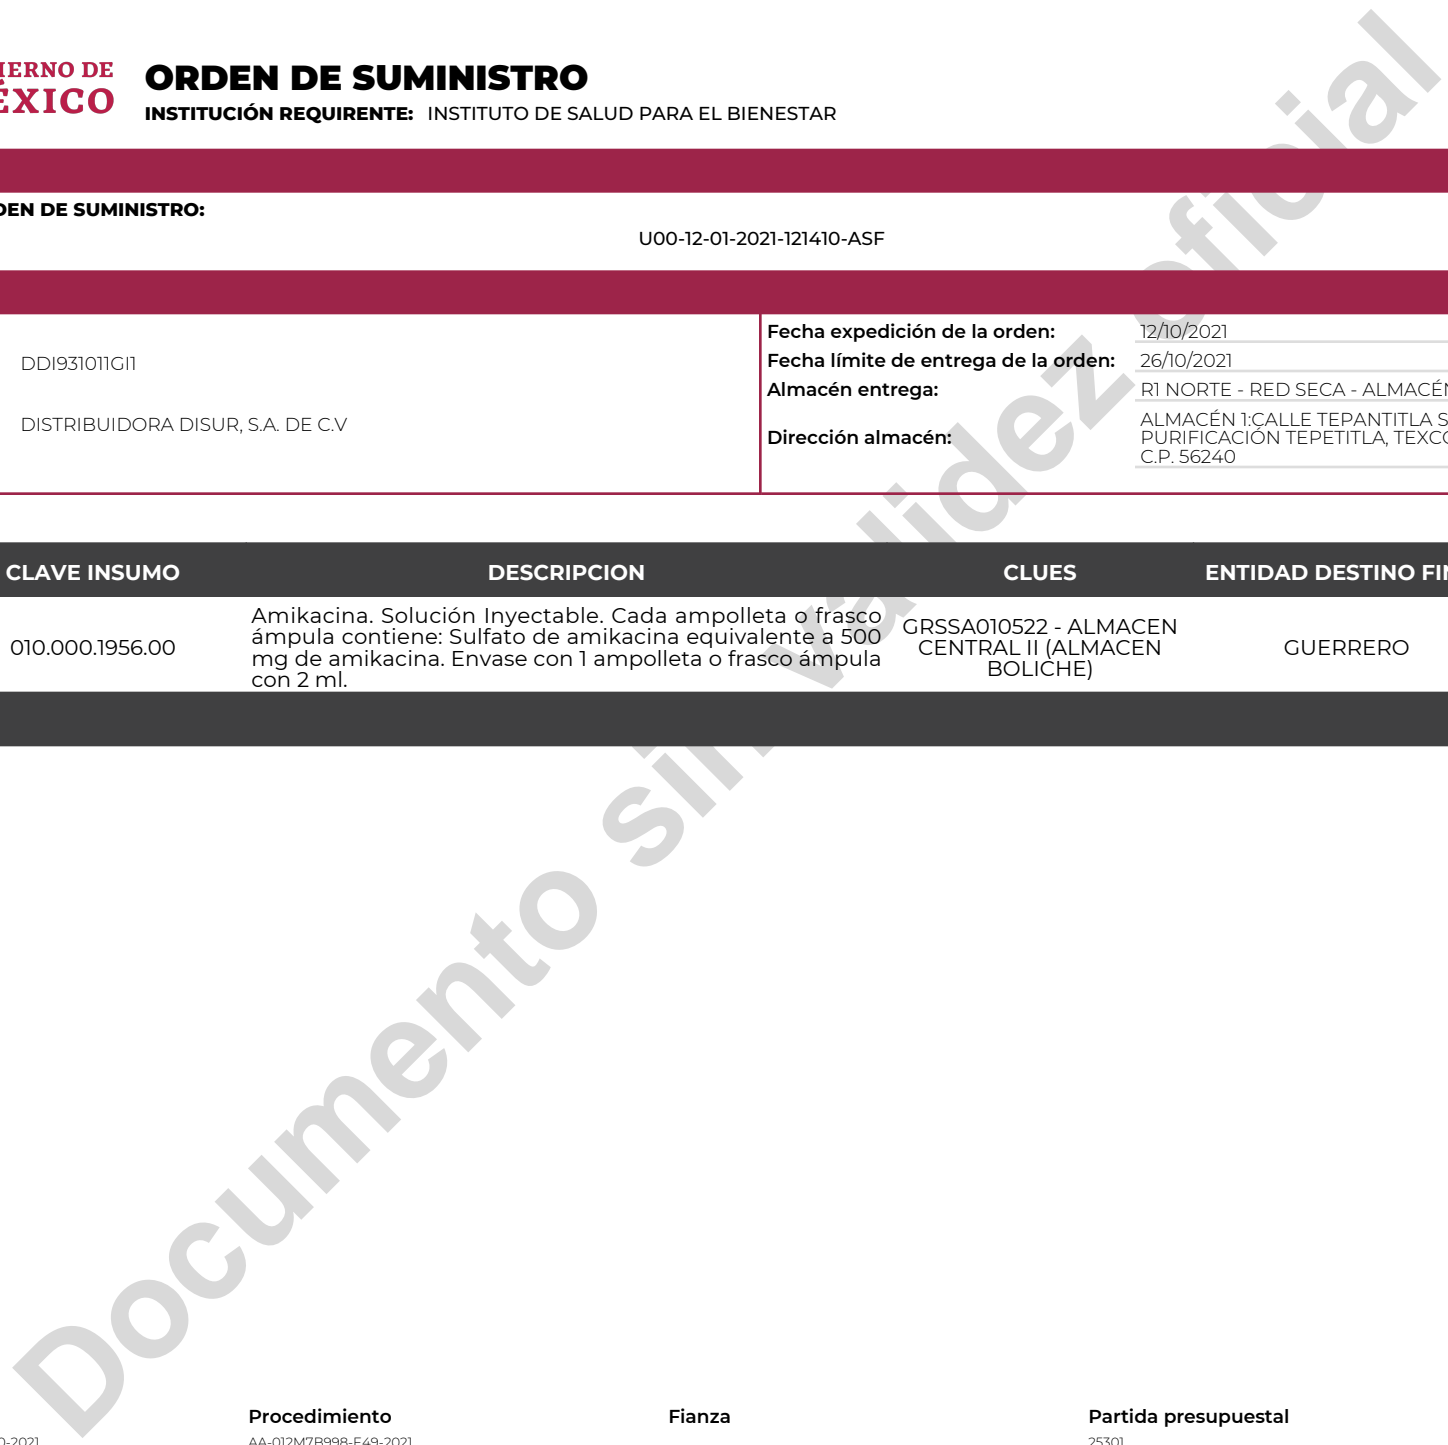 ORDEN DE SUMINISTRO
INSTITUCIÓN REQUIRENTE: INSTITUTO DE SALUD PARA EL BIENESTAR
IERNO DE
ÉXICO
DEN DE SUMINISTRO:
U00-12-01-2021-121410-ASF
DDI931011GI1
DISTRIBUIDORA DISUR, S.A. DE C.V
Fecha expedición de la orden: 12/10/2021
Fecha límite de entrega de la orden: 26/10/2021
Almacén entrega: R1 NORTE - RED SECA - ALMACÉN
Dirección almacén: ALMACÉN 1:CALLE TEPANTITLA S
PURIFICACIÓN TEPETITLA, TEXCO
C.P. 56240
CLAVE INSUMO DESCRIPCION CLUES ENTIDAD DESTINO FIN
010.000.1956.00
Amikacina. Solución Inyectable. Cada ampolleta o frasco
ámpula contiene: Sulfato de amikacina equivalente a 500
mg de amikacina. Envase con 1 ampolleta o frasco ámpula
con 2 ml.
GRSSA010522 - ALMACEN
CENTRAL II (ALMACEN
BOLICHE)
GUERRERO
Documento sin validez oficial
Procedimiento Fianza Partida presupuestal
0-2021 AA-012M7B998-E49-2021 25301